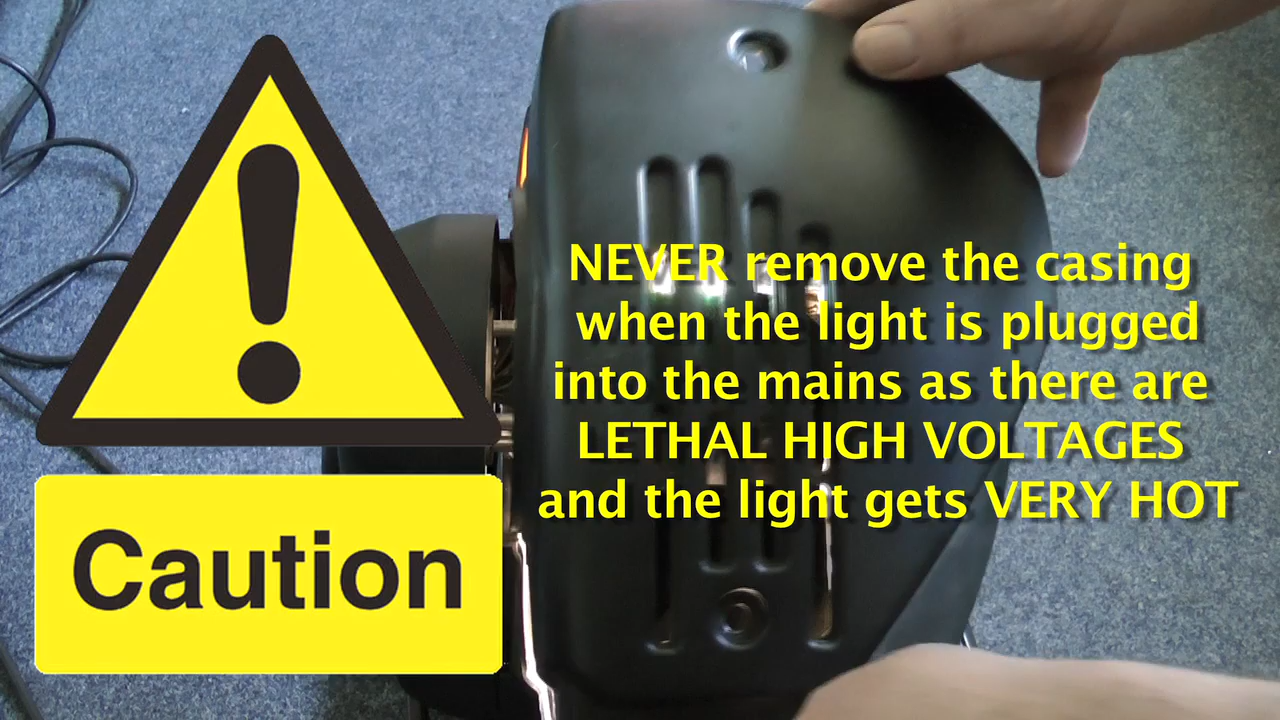 Caution
NEVER remove the casing
when the light is plugged
into the mains as there are
LETHAL HIGH VOLTAGES
and the light gets VERY HOT